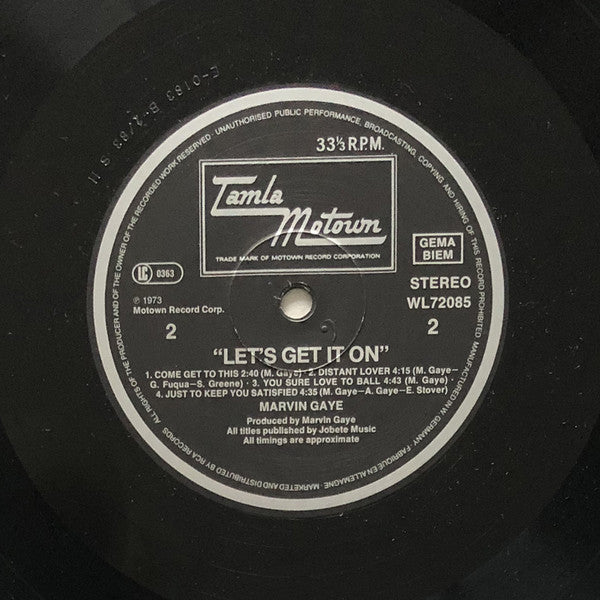 33⅓ R.P.M.
Tamla
Motown
TRADE MARK OF MOTOWN RECORD CORPORATION
GEMA
BIEM
LC 0363
STEREO
WL72085
℗ 1973
Motown Record Corp.
2
2
“LET'S GET IT ON”
1. COME GET TO THIS 2:40 (M. Gaye) · 2. DISTANT LOVER 4:15 (M. Gaye-
G. Fuqua–S. Greene) · 3. YOU SURE LOVE TO BALL 4:43 (M. Gaye) ·
4. JUST TO KEEP YOU SATISFIED 4:35 (M. Gaye–A. Gaye–E. Stover)
MARVIN GAYE
Produced by Marvin Gaye
All titles published by Jobete Music
All timings are approximate
ALL RIGHTS OF THE PRODUCER AND OF THE OWNER OF THE RECORDED WORK RESERVED · UNAUTHORISED PUBLIC PERFORMANCE, BROADCASTING, COPYING AND HIRING OF THIS RECORD PROHIBITED
MANUFACTURED IN W. GERMANY · FABRIQUE EN ALLEMAGNE · MARKETED AND DISTRIBUTED BY RCA RECORDS